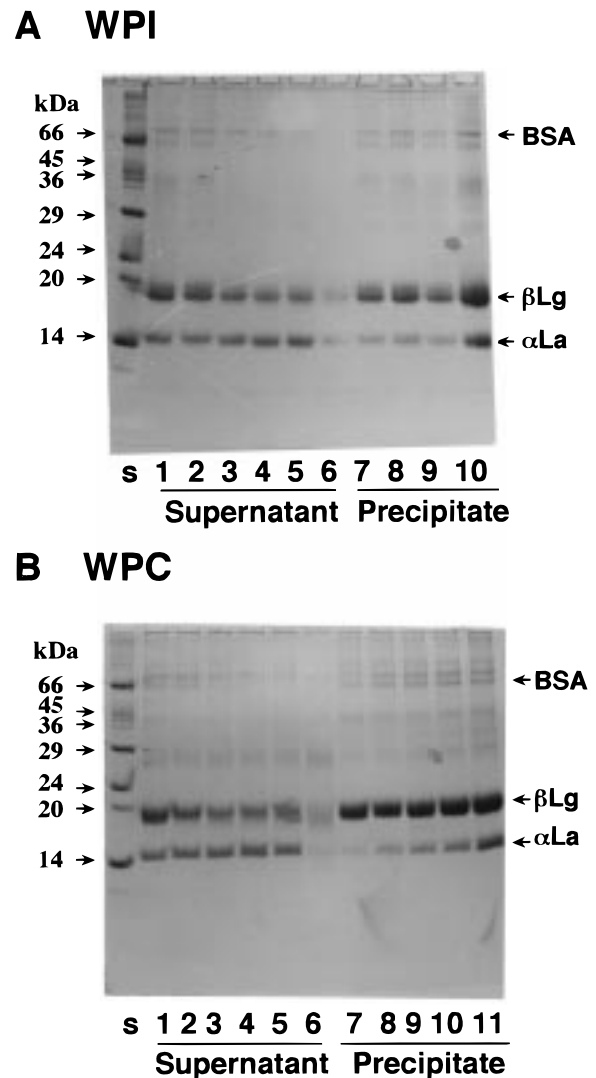 A WPI
kDa
66 → ← BSA
45 →
36 →
29 →
24 →
20 → ← βLg
14 → ← αLa
s 1 2 3 4 5 6 7 8 9 10
Supernatant Precipitate
B WPC
kDa
66 → ← BSA
45 →
36 →
29 →
24 → ← βLg
20 →
14 → ← αLa
s 1 2 3 4 5 6 7 8 9 10 11
Supernatant Precipitate